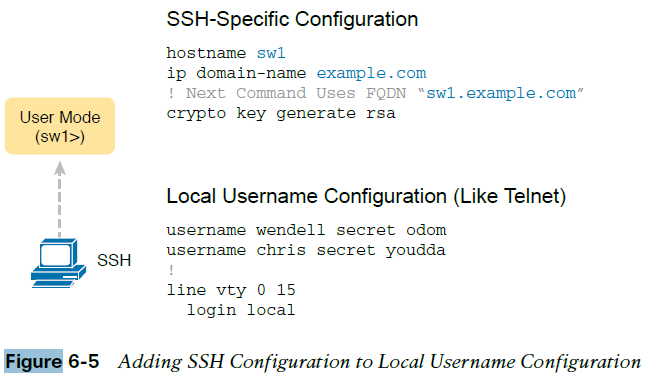 SSH-Specific Configuration
hostname sw1
ip domain-name example.com
! Next Command Uses FQDN “sw1.example.com”
crypto key generate rsa
User Mode
(sw1>)
SSH
Local Username Configuration (Like Telnet)
username wendell secret odom
username chris secret youdda
!
line vty 0 15
login local
Figure 6-5 Adding SSH Configuration to Local Username Configuration